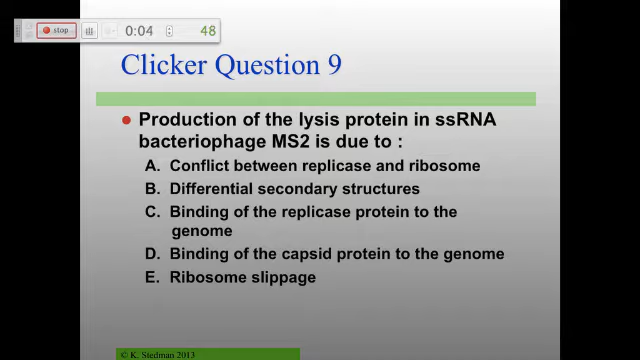 stop
0:04
48
Clicker Question 9
Production of the lysis protein in ssRNA
bacteriophage MS2 is due to :
A. Conflict between replicase and ribosome
B. Differential secondary structures
C. Binding of the replicase protein to the
genome
D. Binding of the capsid protein to the genome
E. Ribosome slippage
© K. Stedman 2013